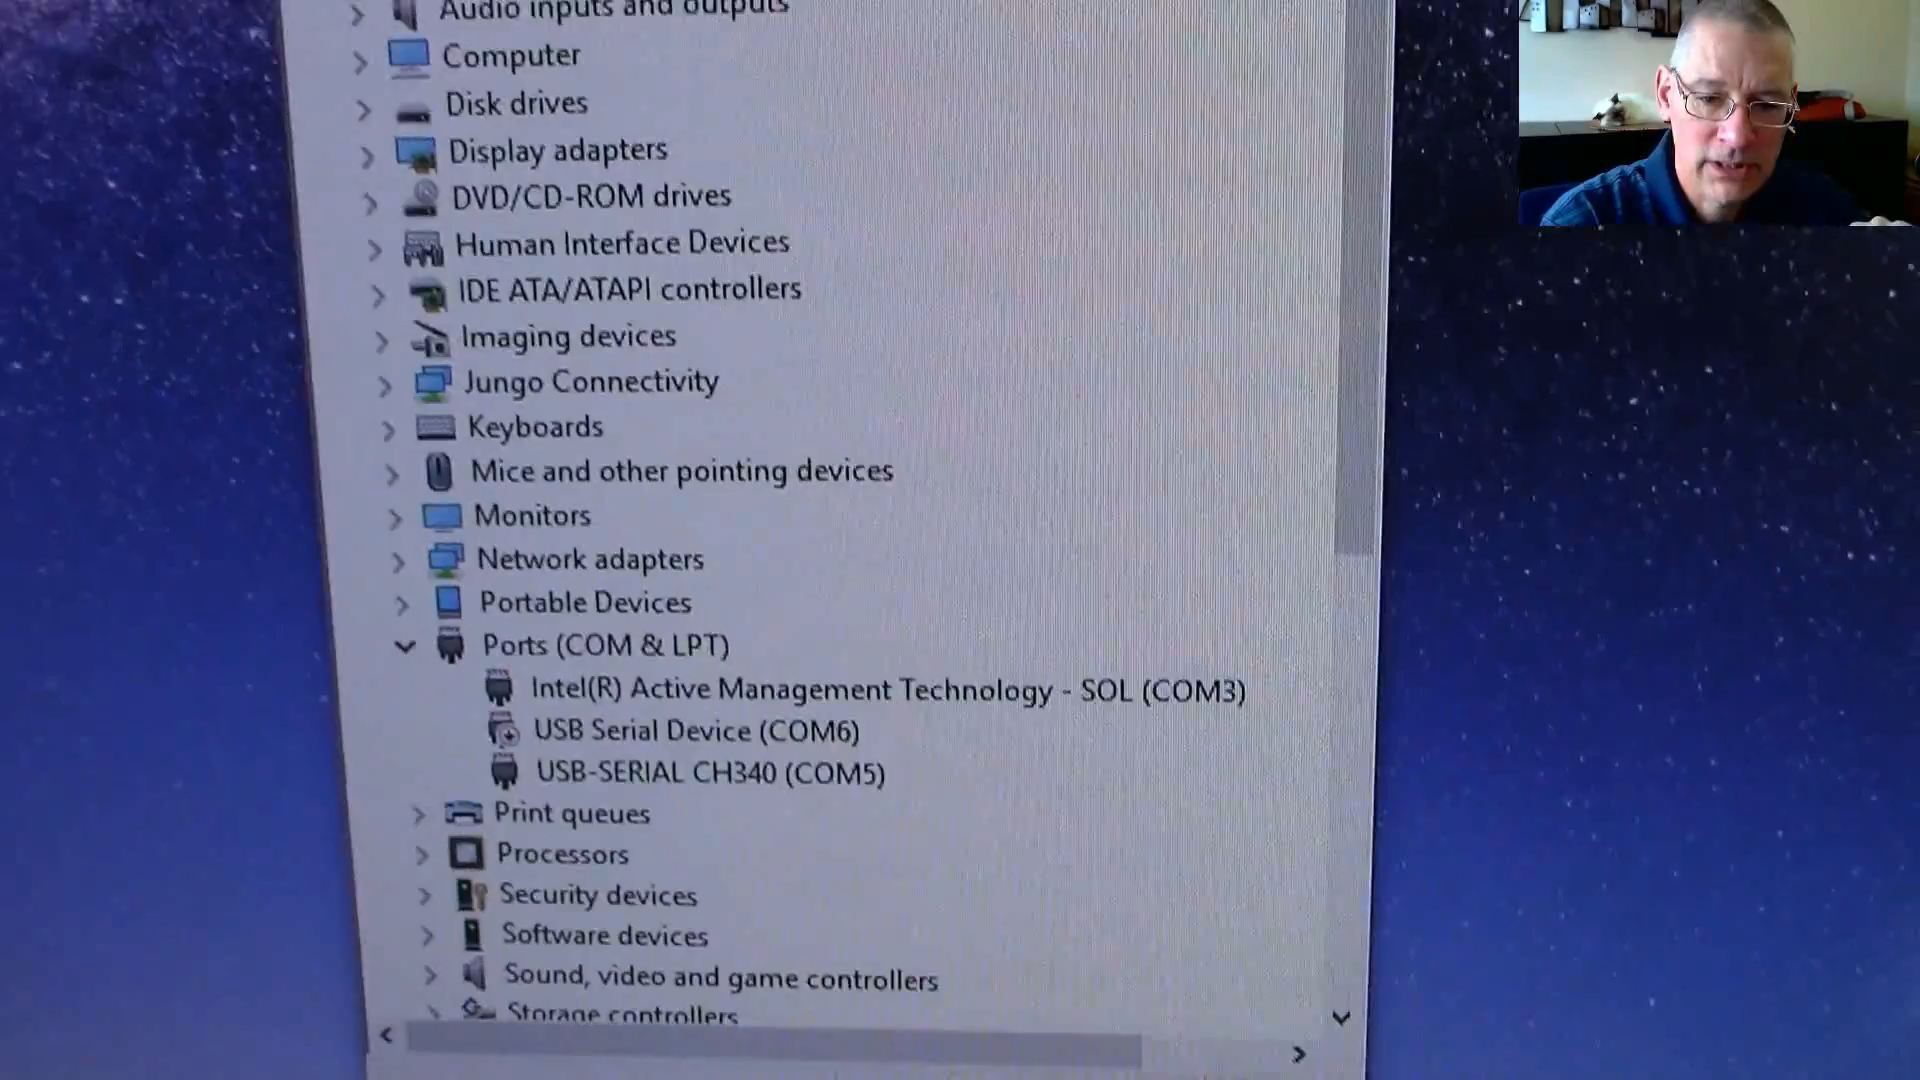 Audio inputs and outputs
Computer
Disk drives
Display adapters
DVD/CD-ROM drives
Human Interface Devices
IDE ATA/ATAPI controllers
Imaging devices
Jungo Connectivity
Keyboards
Mice and other pointing devices
Monitors
Network adapters
Portable Devices
Ports (COM & LPT)
Intel(R) Active Management Technology - SOL (COM3)
USB Serial Device (COM6)
USB-SERIAL CH340 (COM5)
Print queues
Processors
Security devices
Software devices
Sound, video and game controllers
Storage controllers